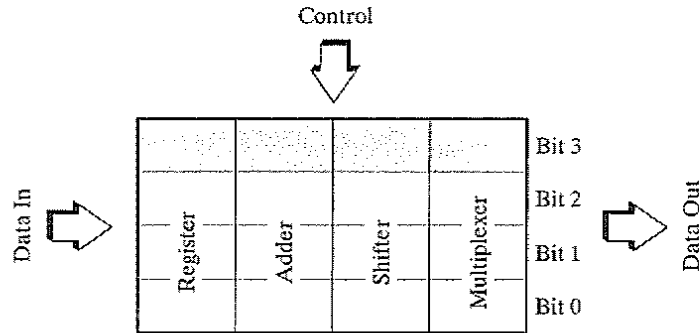 Control
Bit 3
Bit 2
Bit 1
Bit 0
Data In
Register
Adder
Shifter
Multiplexer
Data Out